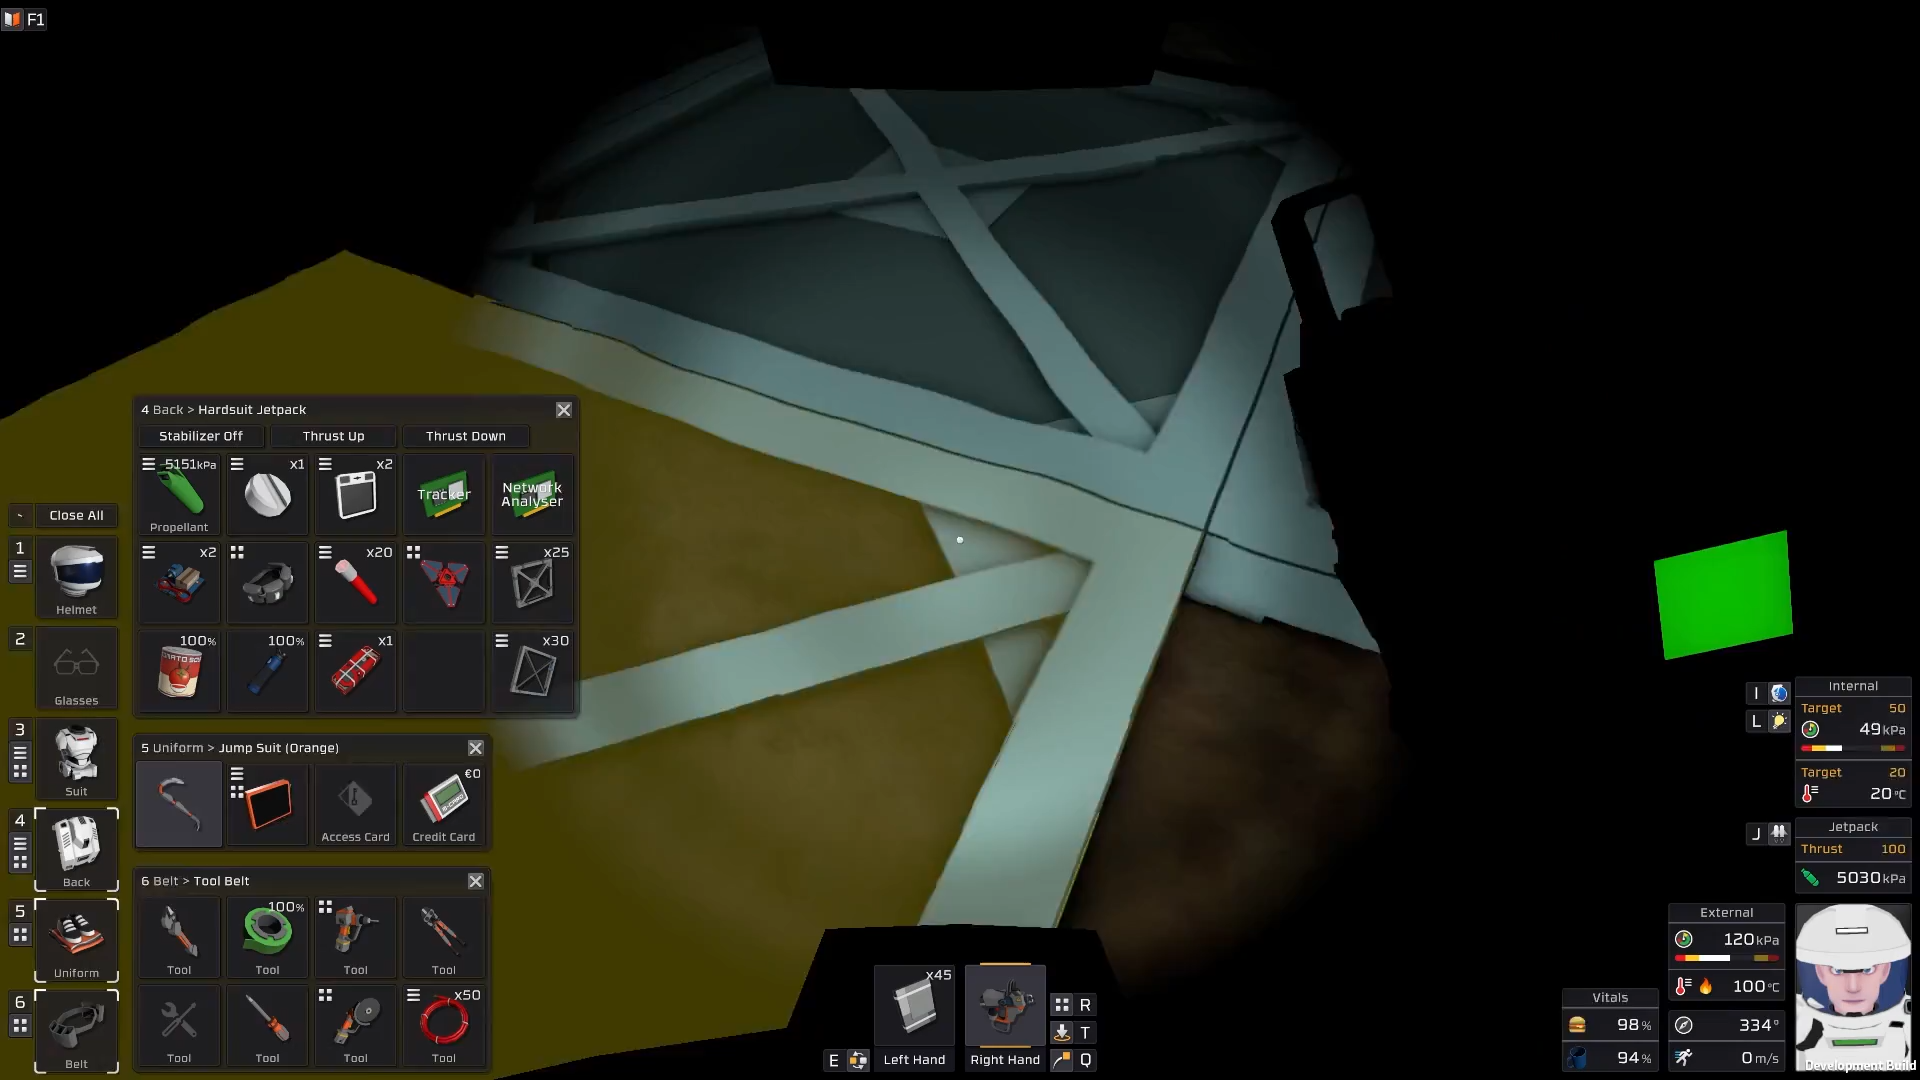 F1
4 Back > Hardsuit Jetpack
Stabilizer Off
Thrust Up
Thrust Down
5151kPa
Propellant
x1
x2
Tracker
Network
Analyser
x2
x20
x25
100%
100%
x1
x30
~ Close All
1
Helmet
2
Glasses
3
Suit
4
Back
5
Uniform
6
Belt
5 Uniform > Jump Suit (Orange)
Access Card
€0
Credit Card
6 Belt > Tool Belt
Tool
100%
Tool
Tool
Tool
Tool
Tool
Tool
x50
Tool
x45
E
Left Hand
Right Hand
R
T
Q
I
L
Internal
Target 50
49kPa
Target 20
20°C
J
Jetpack
Thrust 100
5030kPa
External
120kPa
100°C
334°
0m/s
Vitals
98%
94%
Development Build